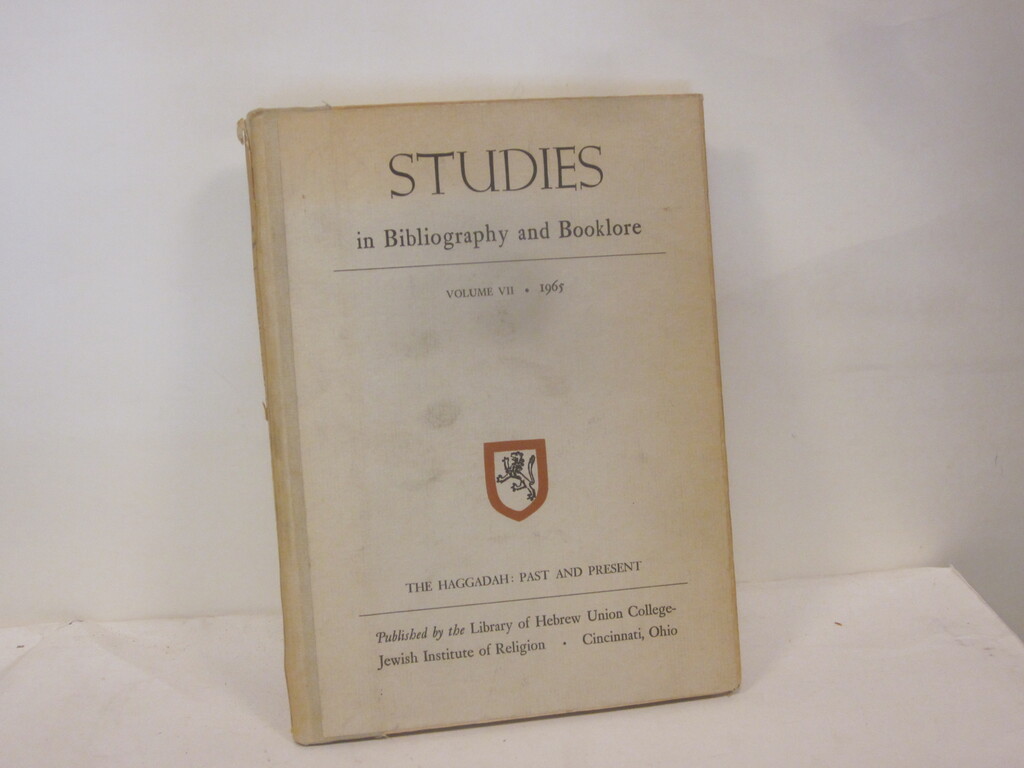 STUDIES
in Bibliography and Booklore
VOLUME VII • 1965
THE HAGGADAH: PAST AND PRESENT
Published by the Library of Hebrew Union College-
Jewish Institute of Religion • Cincinnati, Ohio